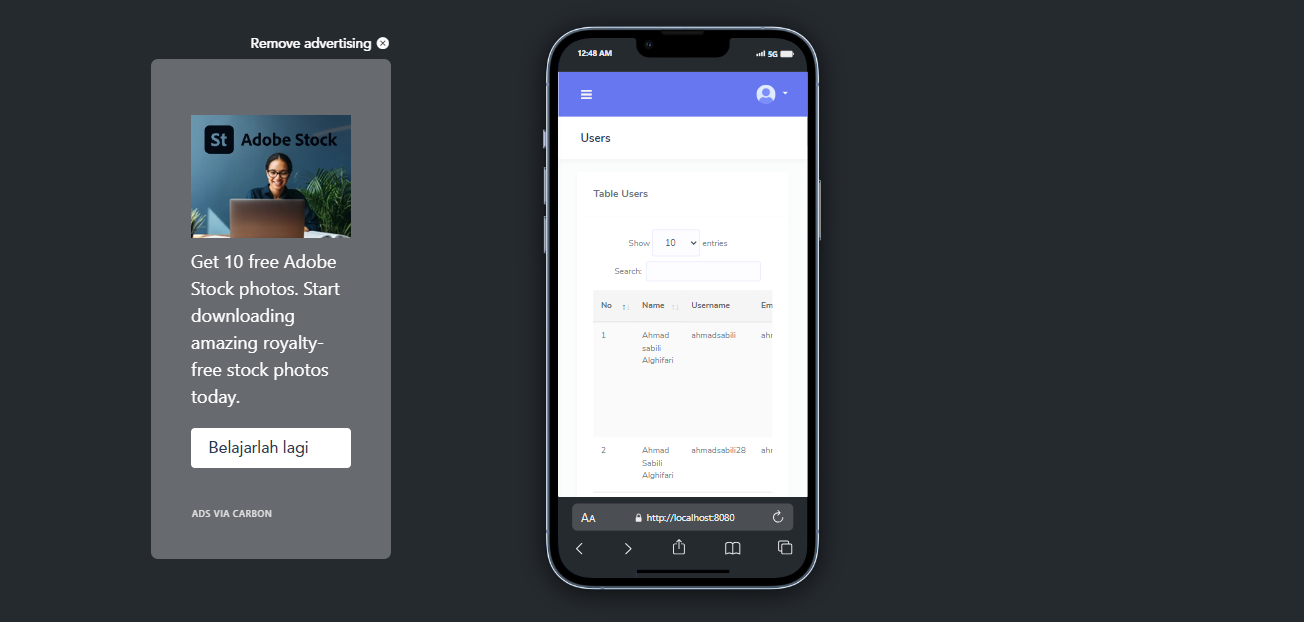 Remove advertising
St Adobe Stock
Get 10 free Adobe
Stock photos. Start
downloading
amazing royalty-
free stock photos
today.
Belajarlah lagi
ADS VIA CARBON
12:48 AM 5G
Users
Table Users
Show 10 entries
Search:
No Name Username Em
1 Ahmad ahmadsabili ahr
sabili
Alghifari
2 Ahmad ahmadsabili28 ahr
Sabili
Alghifari
AA http://localhost:8080